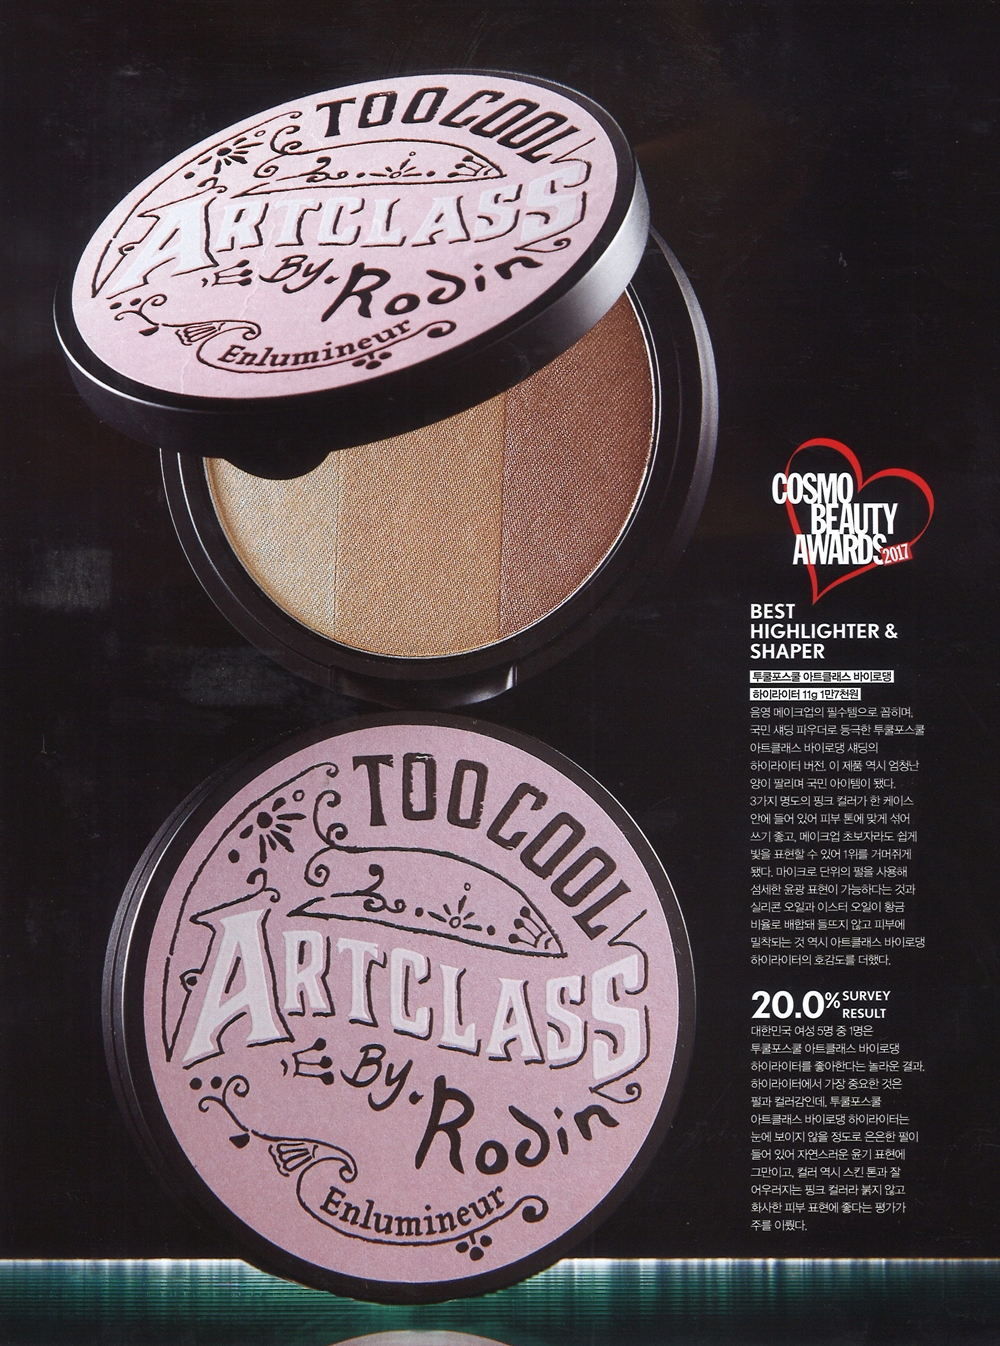 TOOCOOL
ARTCLASS
By. Rodin
Enlumineur
COSMO
BEAUTY
AWARDS
2017
BEST
HIGHLIGHTER &
SHAPER
투쿨포스쿨 아트클래스 바이로댕
하이라이터 11g 1만7천원
음영 메이크업의 필수템으로 꼽히며,
국민 섀딩 파우더로 등극한 투쿨포스쿨
아트클래스 바이로댕 섀딩의
하이라이터 버전. 이 제품 역시 엄청난
양이 팔리며 국민 아이템이 됐다.
3가지 명도의 핑크 컬러가 한 케이스
안에 들어 있어 피부 톤에 맞게 섞어
쓰기 좋고, 메이크업 초보자라도 쉽게
빛을 표현할 수 있어 1위를 거머쥐게
됐다. 마이크로 단위의 펄을 사용해
섬세한 윤광 표현이 가능하다는 것과
실리콘 오일과 이스터 오일이 황금
비율로 배합돼 들뜨지 않고 피부에
밀착되는 것 역시 아트클래스 바이로댕
하이라이터의 호감도를 더했다.
20.0% SURVEY
RESULT
대한민국 여성 5명 중 1명은
투쿨포스쿨 아트클래스 바이로댕
하이라이터를 좋아한다는 놀라운 결과.
하이라이터에서 가장 중요한 것은
펄과 컬러감인데, 투쿨포스쿨
아트클래스 바이로댕 하이라이터는
눈에 보이지 않을 정도로 은은한 펄이
들어 있어 자연스러운 윤기 표현에
그만이고, 컬러 역시 스킨 톤과 잘
어우러지는 핑크 컬러라 붉지 않고
화사한 피부 표현에 좋다는 평가가
주를 이뤘다.
TOOCOOL
ARTCLASS
By. Rodin
Enlumineur